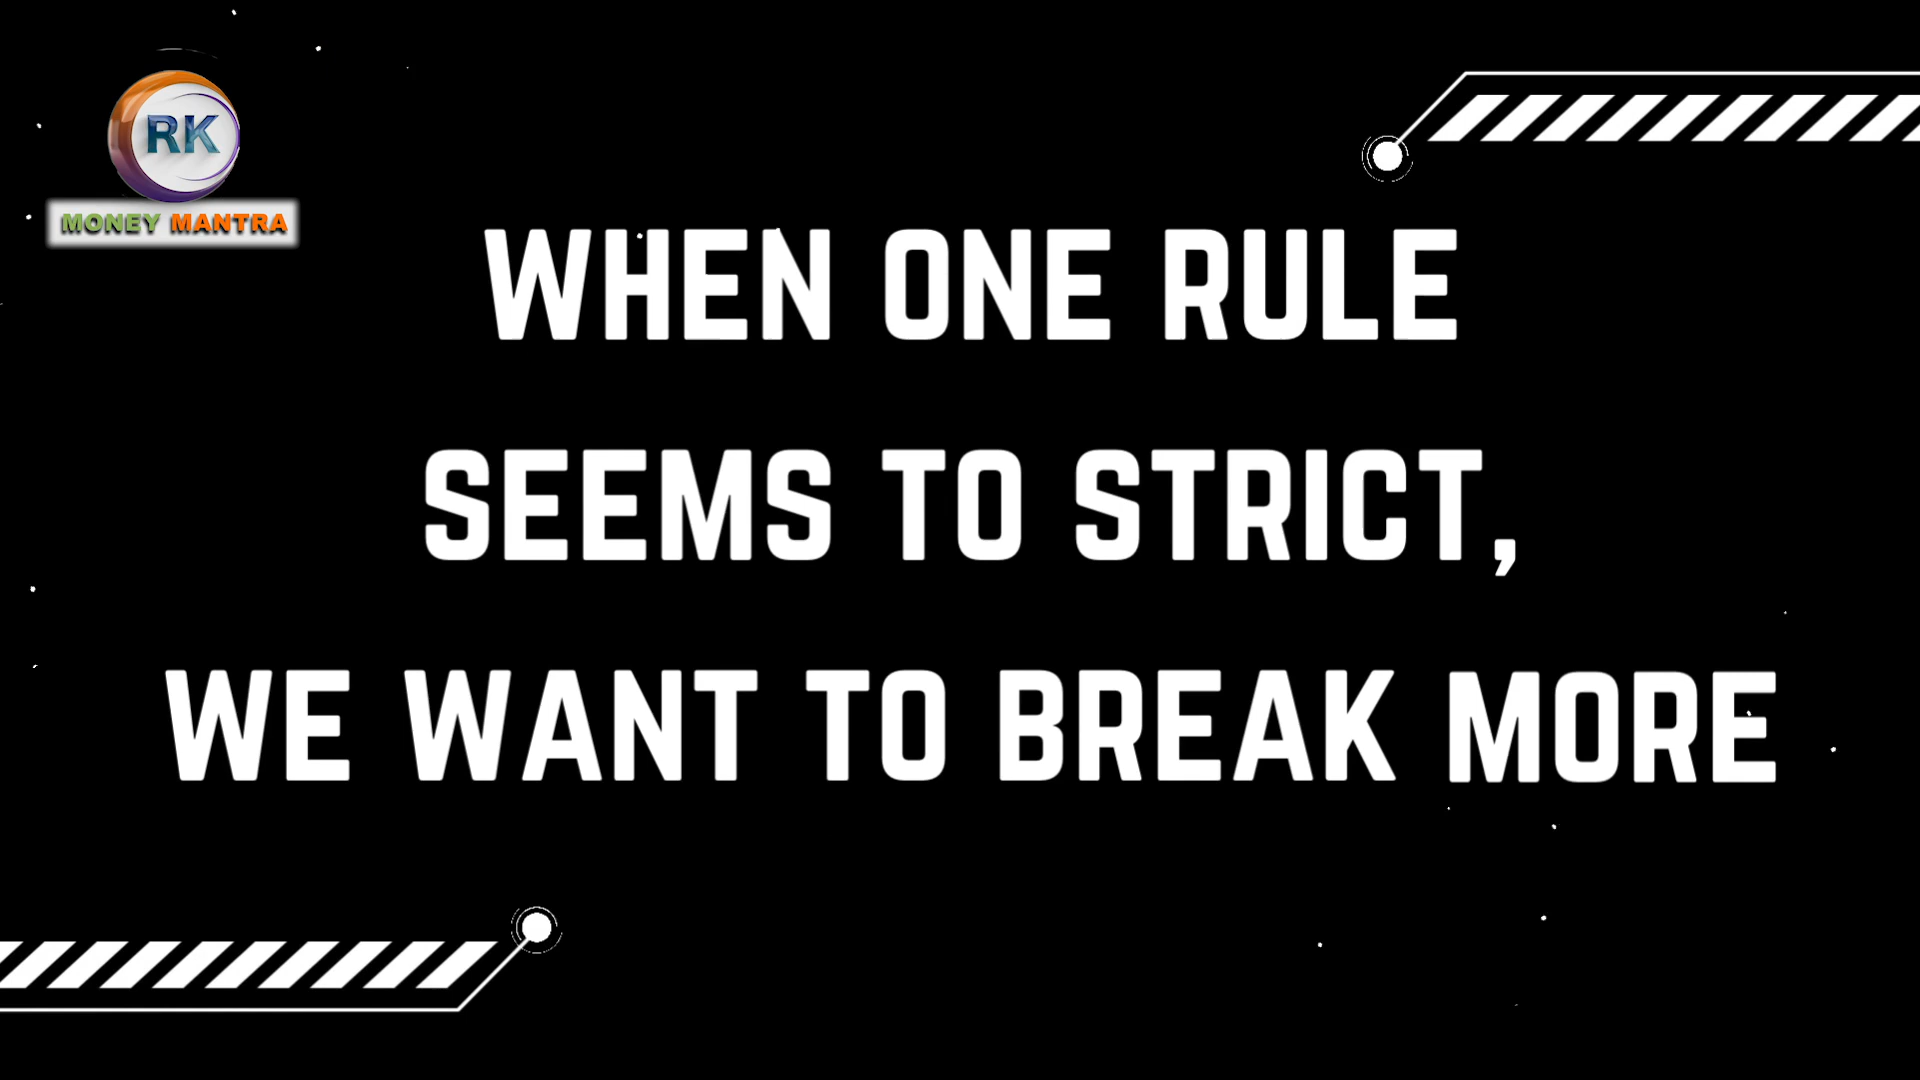 RK
MONEY MANTRA
WHEN ONE RULE
SEEMS TO STRICT,
WE WANT TO BREAK MORE